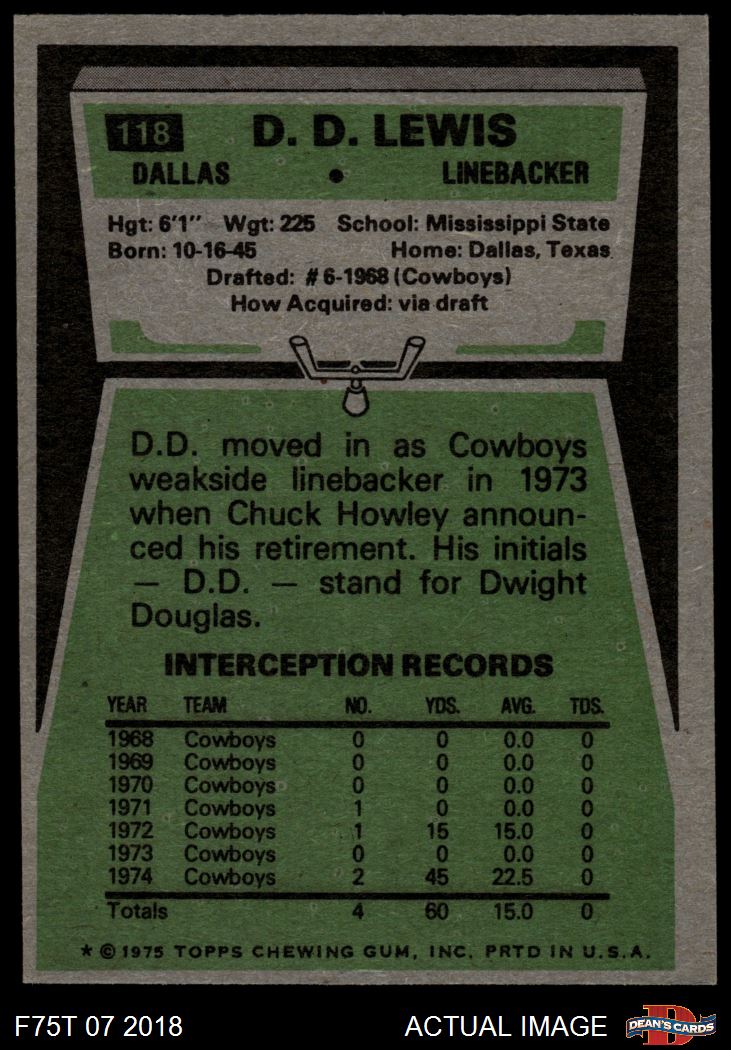 118 D. D. LEWIS
DALLAS • LINEBACKER
Hgt: 6'1" Wgt: 225 School: Mississippi State
Born: 10-16-45 Home: Dallas, Texas
Drafted: #6-1968 (Cowboys)
How Acquired: via draft
D.D. moved in as Cowboys
weakside linebacker in 1973
when Chuck Howley announ-
ced his retirement. His initials
— D.D. — stand for Dwight
Douglas.
INTERCEPTION RECORDS
YEAR TEAM NO. YDS. AVG. TDS.
1968 Cowboys 0 0 0.0 0
1969 Cowboys 0 0 0.0 0
1970 Cowboys 0 0 0.0 0
1971 Cowboys 1 0 0.0 0
1972 Cowboys 1 15 15.0 0
1973 Cowboys 0 0 0.0 0
1974 Cowboys 2 45 22.5 0
Totals 4 60 15.0 0
* © 1975 TOPPS CHEWING GUM, INC. PRTD IN U.S.A.
F75T 07 2018 ACTUAL IMAGE DEAN'S CARDS